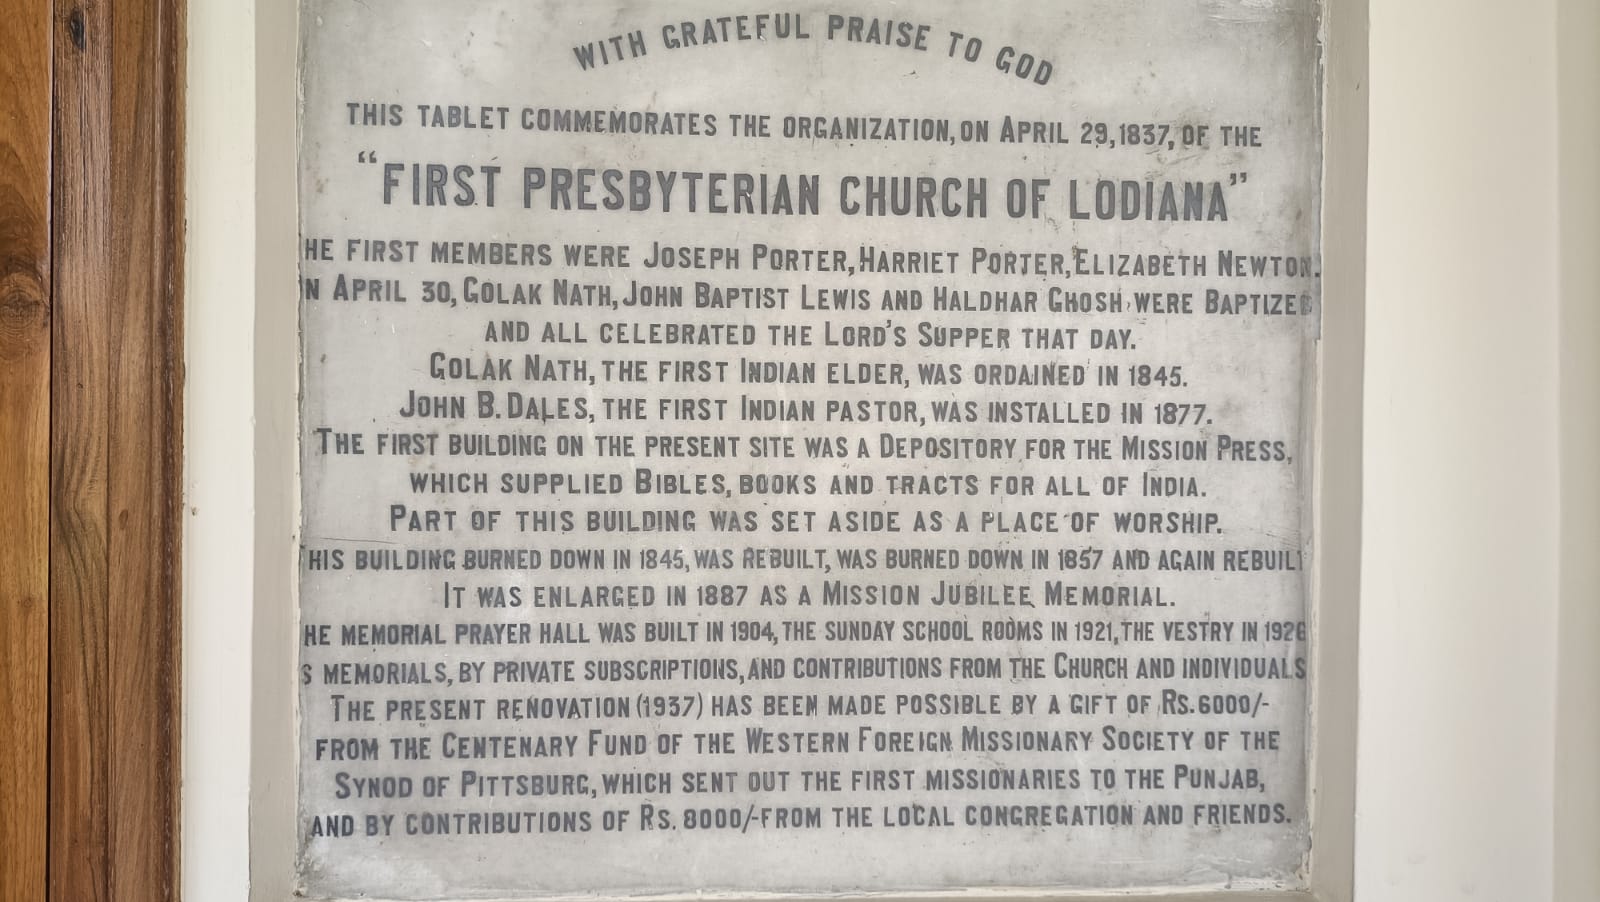 WITH GRATEFUL PRAISE TO GOD
THIS TABLET COMMEMORATES THE ORGANIZATION, ON APRIL 29, 1837, OF THE
"FIRST PRESBYTERIAN CHURCH OF LODIANA"
HE FIRST MEMBERS WERE JOSEPH PORTER, HARRIET PORTER, ELIZABETH NEWTON.
N APRIL 30, GOLAK NATH, JOHN BAPTIST LEWIS AND HALDHAR GHOSH, WERE BAPTIZED
AND ALL CELEBRATED THE LORD'S SUPPER THAT DAY.
GOLAK NATH, THE FIRST INDIAN ELDER, WAS ORDAINED IN 1845.
JOHN B. DALES, THE FIRST INDIAN PASTOR, WAS INSTALLED IN 1877.
THE FIRST BUILDING ON THE PRESENT SITE WAS A DEPOSITORY FOR THE MISSION PRESS,
WHICH SUPPLIED BIBLES, BOOKS AND TRACTS FOR ALL OF INDIA.
PART OF THIS BUILDING WAS SET ASIDE AS A PLACE OF WORSHIP.
THIS BUILDING BURNED DOWN IN 1845, WAS REBUILT, WAS BURNED DOWN IN 1857 AND AGAIN REBUILT
IT WAS ENLARGED IN 1887 AS A MISSION JUBILEE MEMORIAL.
HE MEMORIAL PRAYER HALL WAS BUILT IN 1904, THE SUNDAY SCHOOL ROOMS IN 1921, THE VESTRY IN 1926
S MEMORIALS, BY PRIVATE SUBSCRIPTIONS, AND CONTRIBUTIONS FROM THE CHURCH AND INDIVIDUALS
THE PRESENT RENOVATION (1937) HAS BEEN MADE POSSIBLE BY A GIFT OF RS. 6000/-
FROM THE CENTENARY FUND OF THE WESTERN FOREIGN MISSIONARY SOCIETY OF THE
SYNOD OF PITTSBURG, WHICH SENT OUT THE FIRST MISSIONARIES TO THE PUNJAB,
AND BY CONTRIBUTIONS OF RS. 8000/- FROM THE LOCAL CONGREGATION AND FRIENDS.